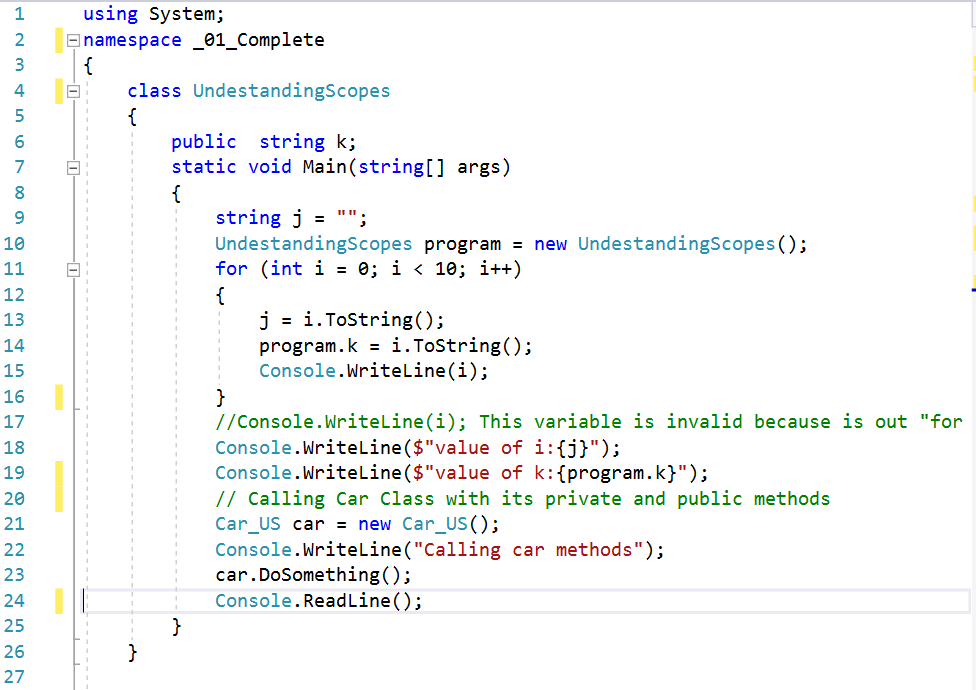 1 using System;
2 namespace _01_Complete
3 {
4 class UndestandingScopes
5 {
6 public  string k;
7 static void Main(string[] args)
8 {
9 string j = "";
10 UndestandingScopes program = new UndestandingScopes();
11 for (int i = 0; i < 10; i++)
12 {
13 j = i.ToString();
14 program.k = i.ToString();
15 Console.WriteLine(i);
16 }
17 //Console.WriteLine(i); This variable is invalid because is out "for
18 Console.WriteLine($"value of i:{j}");
19 Console.WriteLine($"value of k:{program.k}");
20 // Calling Car Class with its private and public methods
21 Car_US car = new Car_US();
22 Console.WriteLine("Calling car methods");
23 car.DoSomething();
24 Console.ReadLine();
25 }
26 }
27